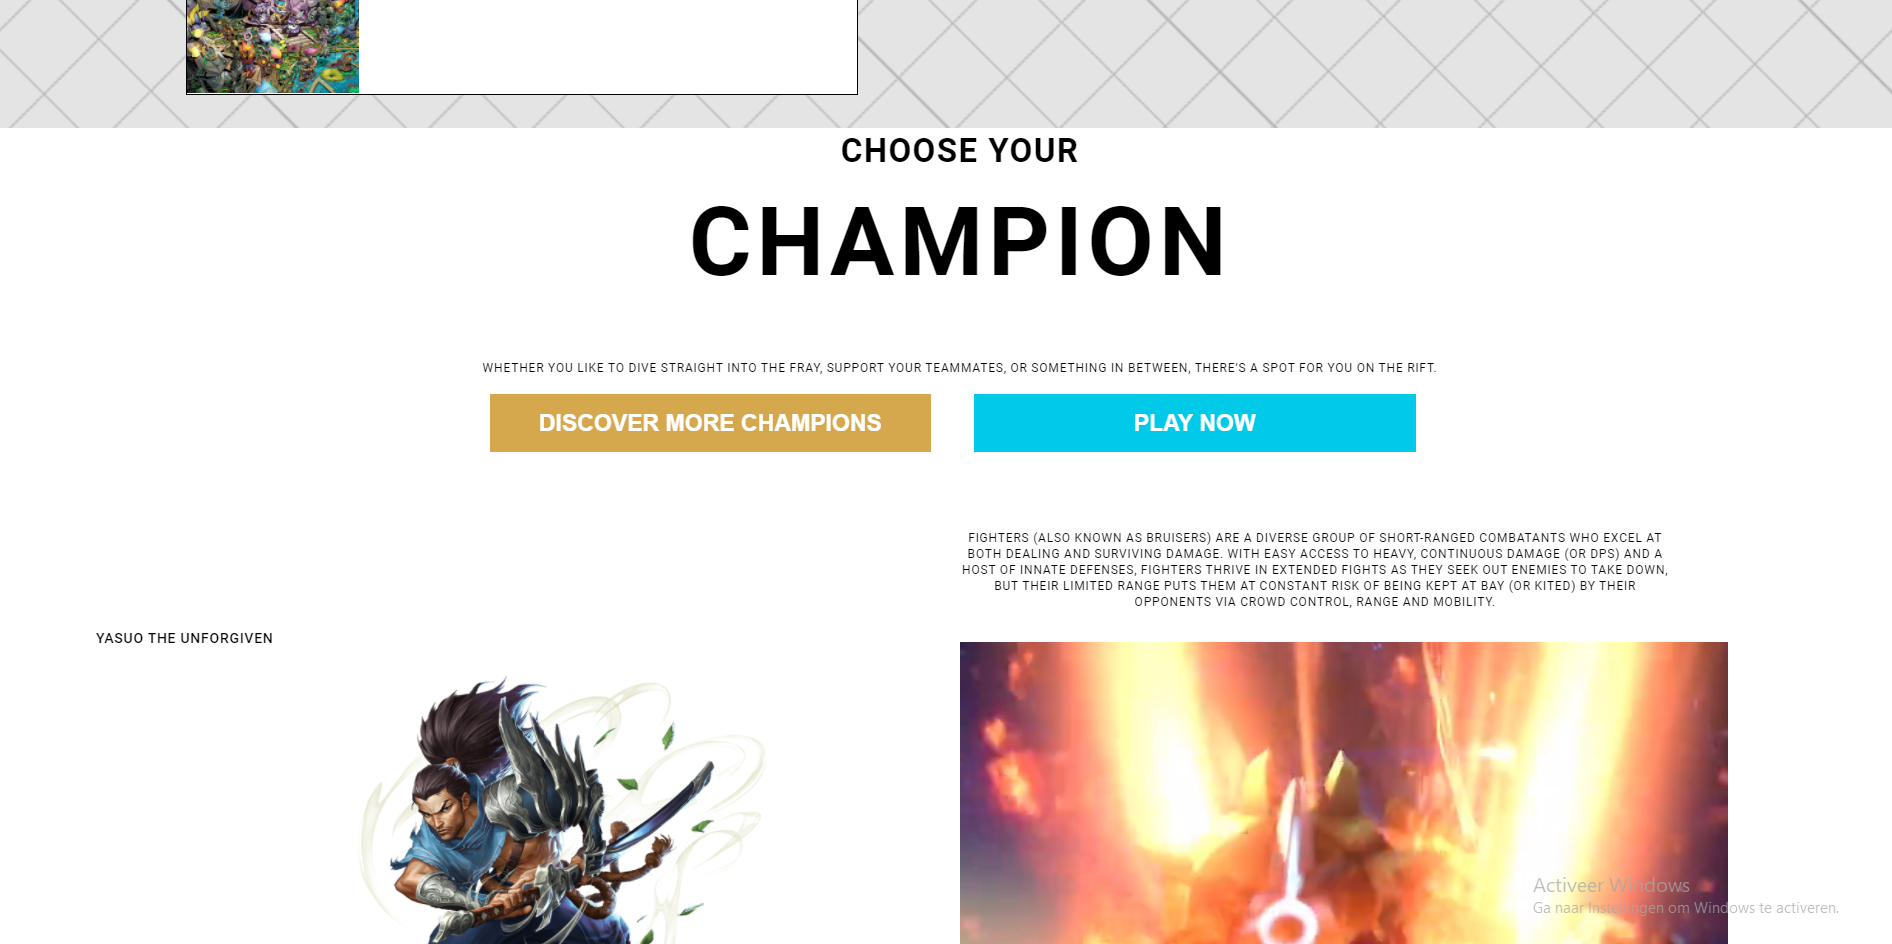 CHOOSE YOUR
CHAMPION
WHETHER YOU LIKE TO DIVE STRAIGHT INTO THE FRAY, SUPPORT YOUR TEAMMATES, OR SOMETHING IN BETWEEN, THERE'S A SPOT FOR YOU ON THE RIFT.
DISCOVER MORE CHAMPIONS
PLAY NOW
FIGHTERS (ALSO KNOWN AS BRUISERS) ARE A DIVERSE GROUP OF SHORT-RANGED COMBATANTS WHO EXCEL AT
BOTH DEALING AND SURVIVING DAMAGE. WITH EASY ACCESS TO HEAVY, CONTINUOUS DAMAGE (OR DPS) AND A
HOST OF INNATE DEFENSES, FIGHTERS THRIVE IN EXTENDED FIGHTS AS THEY SEEK OUT ENEMIES TO TAKE DOWN,
BUT THEIR LIMITED RANGE PUTS THEM AT CONSTANT RISK OF BEING KEPT AT BAY (OR KITED) BY THEIR
OPPONENTS VIA CROWD CONTROL, RANGE AND MOBILITY.
YASUO THE UNFORGIVEN
Activeer Windows
Ga naar Instellingen om Windows te activeren.